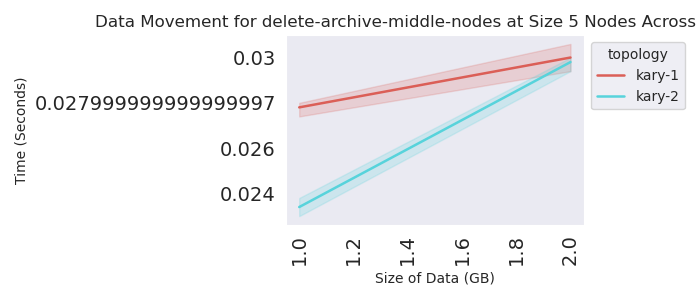 Data Movement for delete-archive-middle-nodes at Size 5 Nodes Across
topology
kary-1
kary-2
Time (Seconds)
0.03
0.027999999999999997
0.026
0.024
1.0
1.2
1.4
1.6
1.8
2.0
Size of Data (GB)